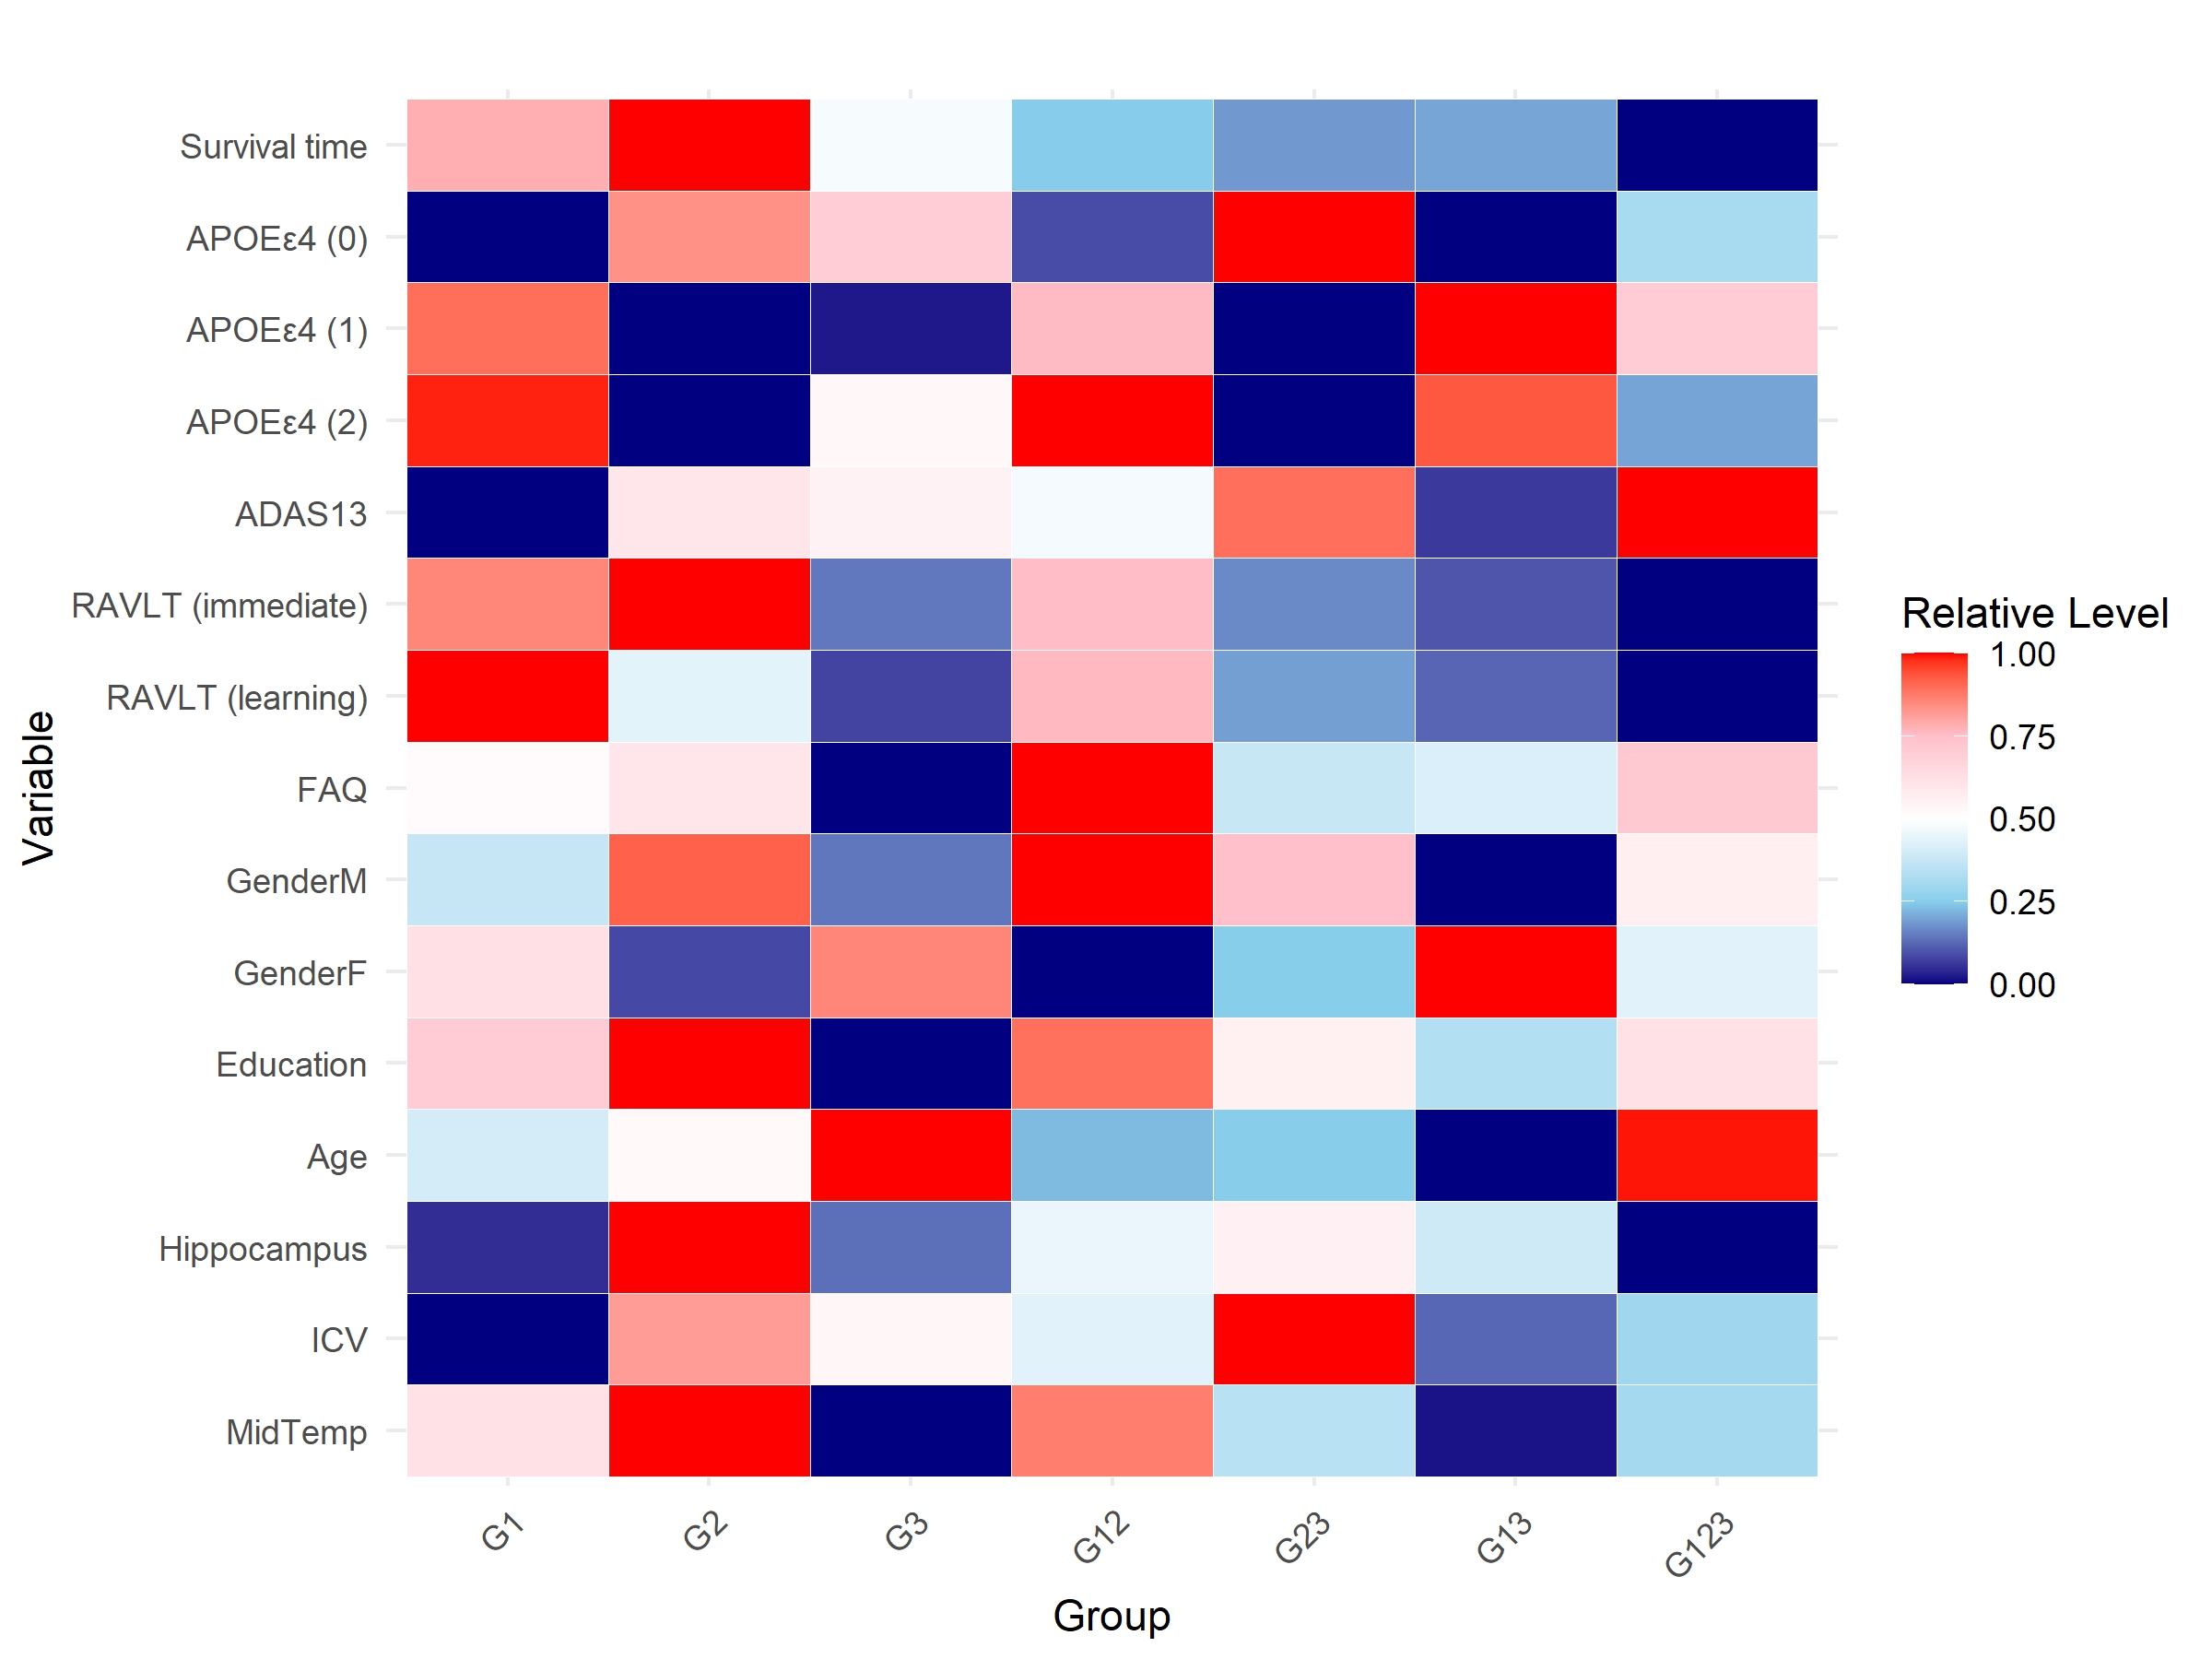 Survival time
APOEε4 (0)
APOEε4 (1)
APOEε4 (2)
ADAS13
RAVLT (immediate)
RAVLT (learning)
FAQ
GenderM
GenderF
Education
Age
Hippocampus
ICV
MidTemp
Variable
G1
G2
G3
G12
G23
G13
G123
Group
Relative Level
1.00
0.75
0.50
0.25
0.00